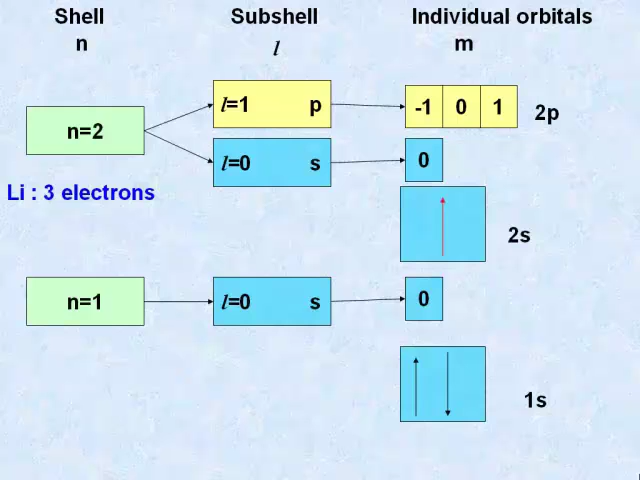 Shell Subshell Individual orbitals
n l m
l=1 p -1 0 1 2p
n=2
l=0 s 0
Li : 3 electrons
2s
n=1 l=0 s 0
1s